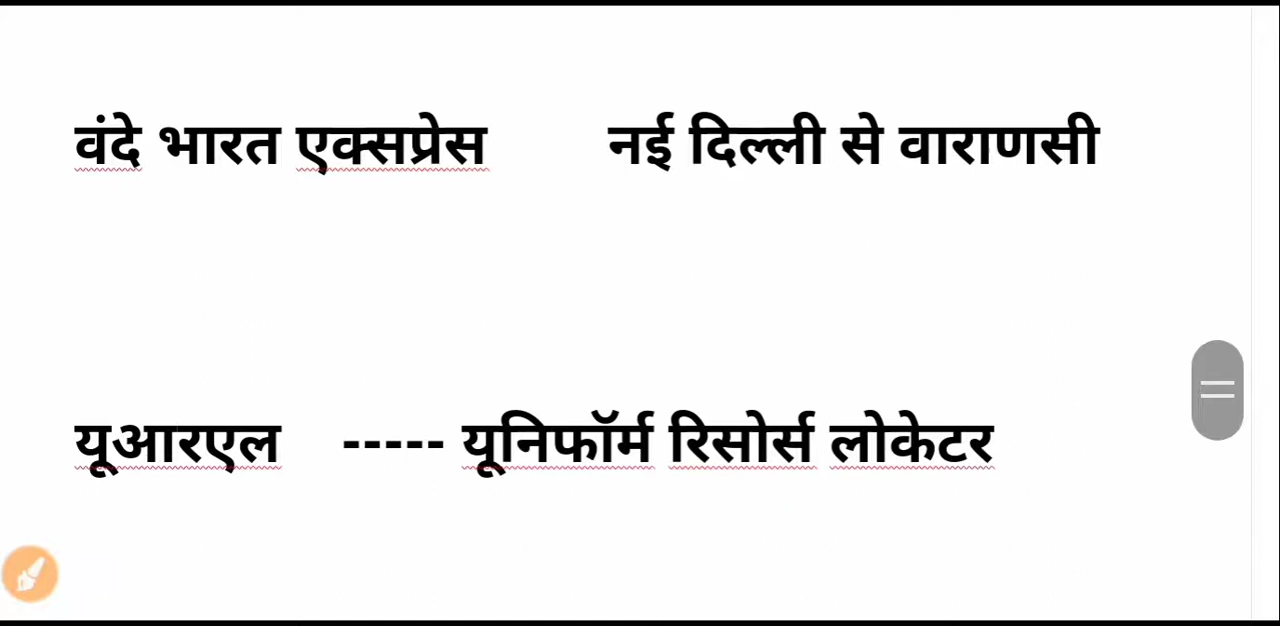 वंदे भारत एक्सप्रेस नई दिल्ली से वाराणसी
यूआरएल ----- यूनिफॉर्म रिसोर्स लोकेटर